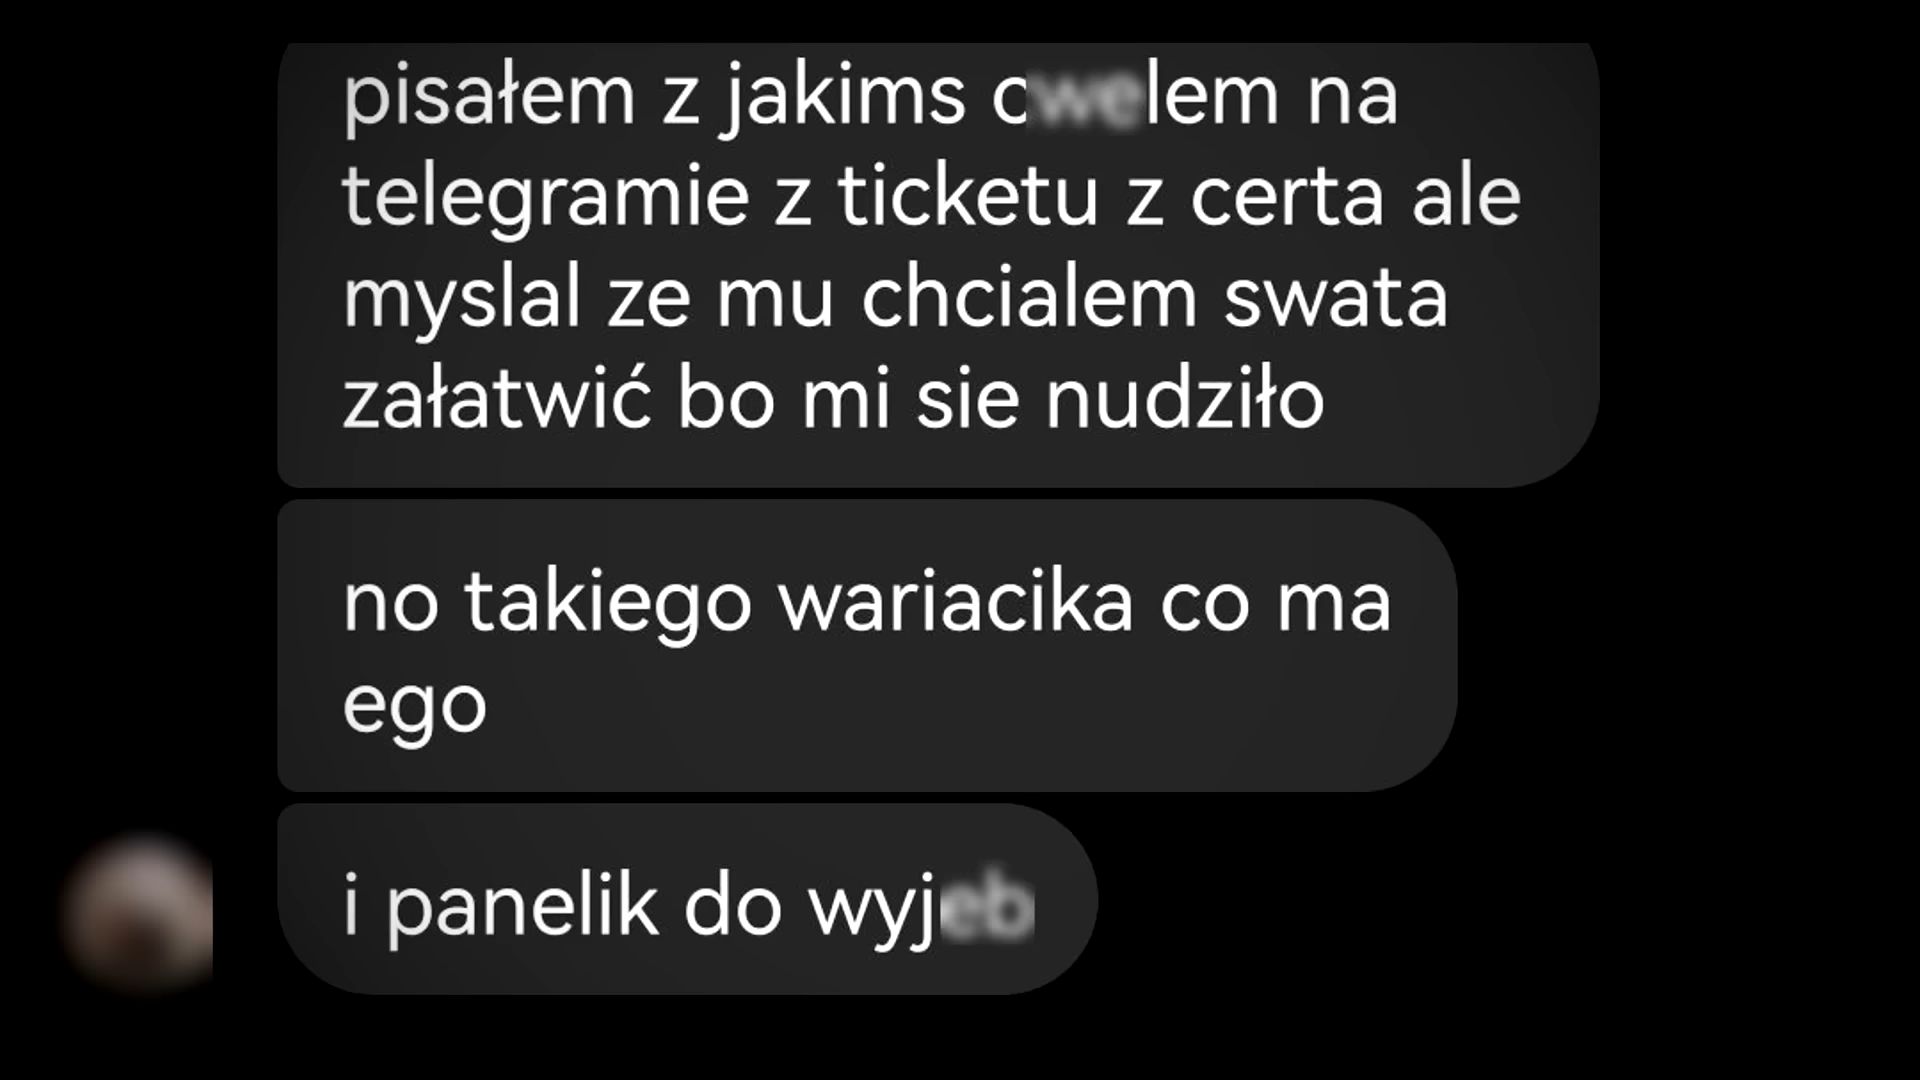 pisałem z jakims cwelem na
telegramie z ticketu z certa ale
myslal ze mu chcialem swata
załatwić bo mi sie nudziło
no takiego wariacika co ma
ego
i panelik do wyjeb